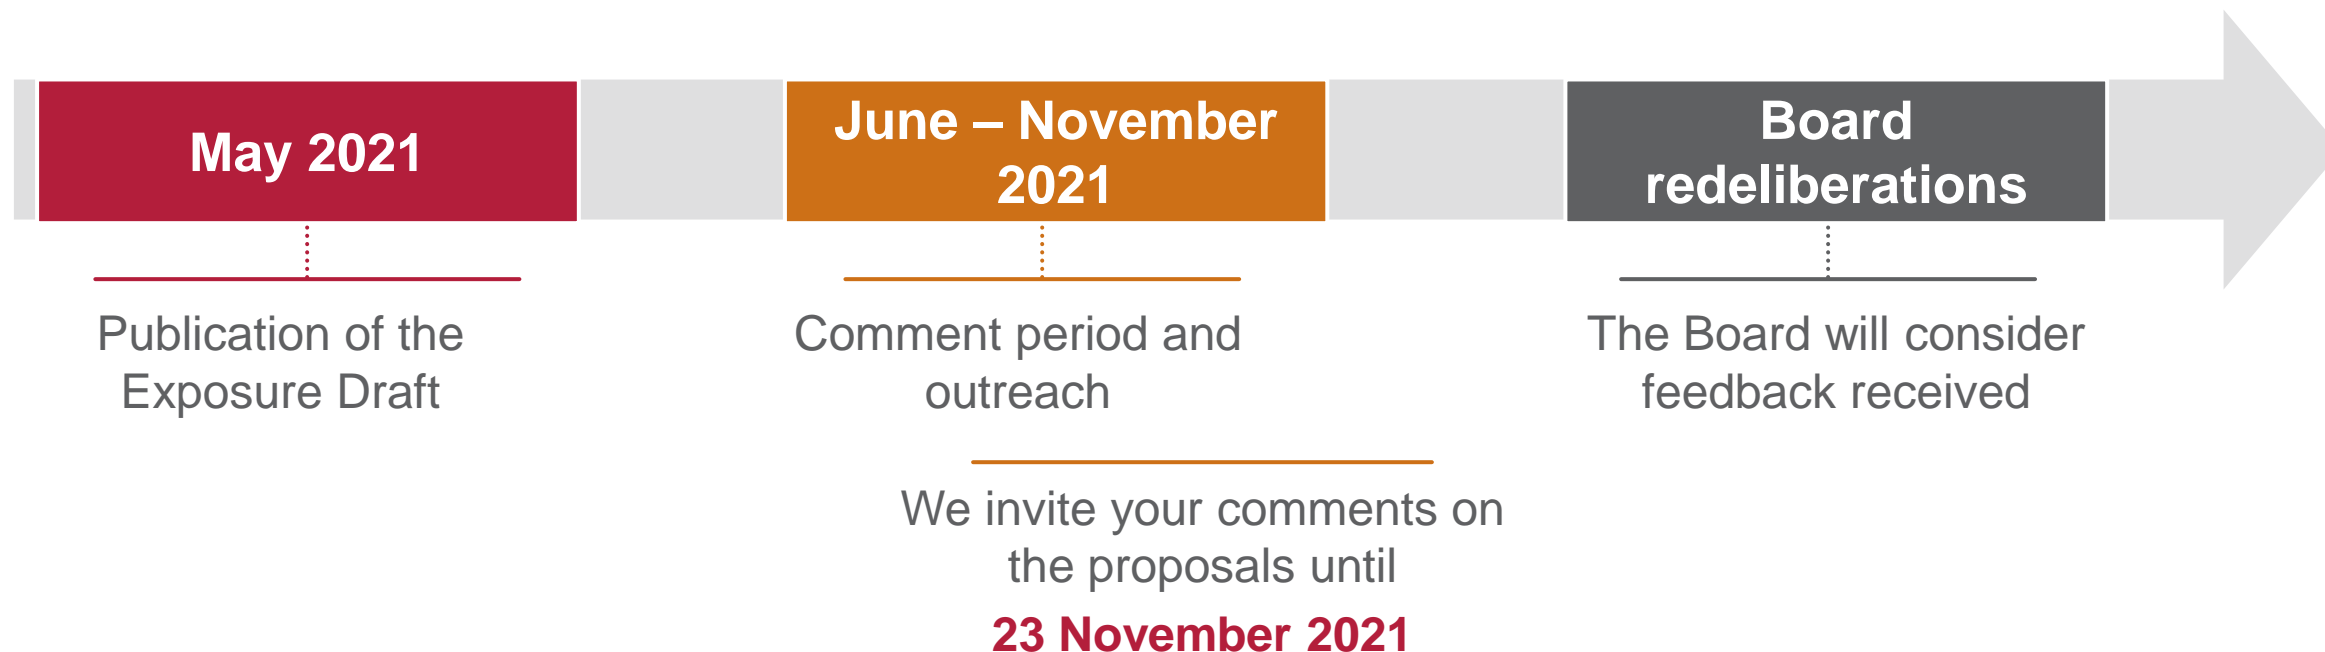 May 2021
Publication of the
Exposure Draft
June – November
2021
Comment period and
outreach
We invite your comments on
the proposals until
23 November 2021
Board
redeliberations
The Board will consider
feedback received